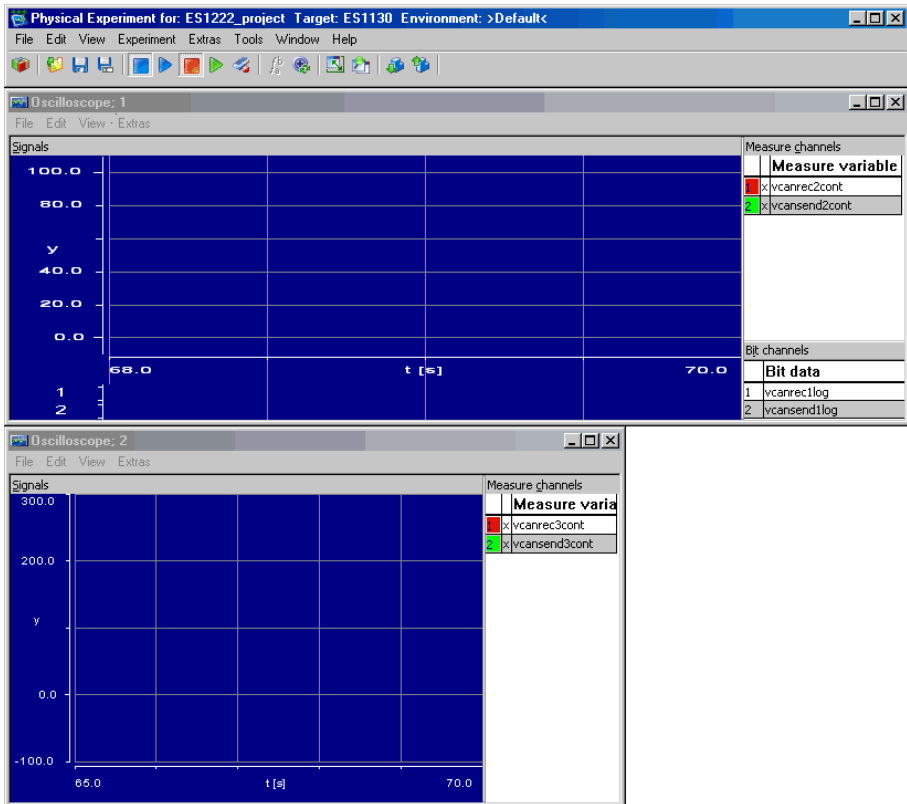 Physical Experiment for: ES1222_project Target: ES1130 Environment: >Default<
File Edit View Experiment Extras Tools Window Help
Oscilloscope; 1
File Edit View · Extras
Signals
100.0
80.0
y
40.0
20.0
0.0
68.0 t [s] 70.0
1
2
Measure channels
Measure variable
1 x vcanrec2cont
2 x vcansend2cont
Bit channels
Bit data
1 vcanrec1log
2 vcansend1log
Oscilloscope; 2
File Edit View Extras
Signals
300.0
200.0
y
0.0
-100.0
65.0 t [s] 70.0
Measure channels
Measure varia
1 x vcanrec3cont
2 x vcansend3cont